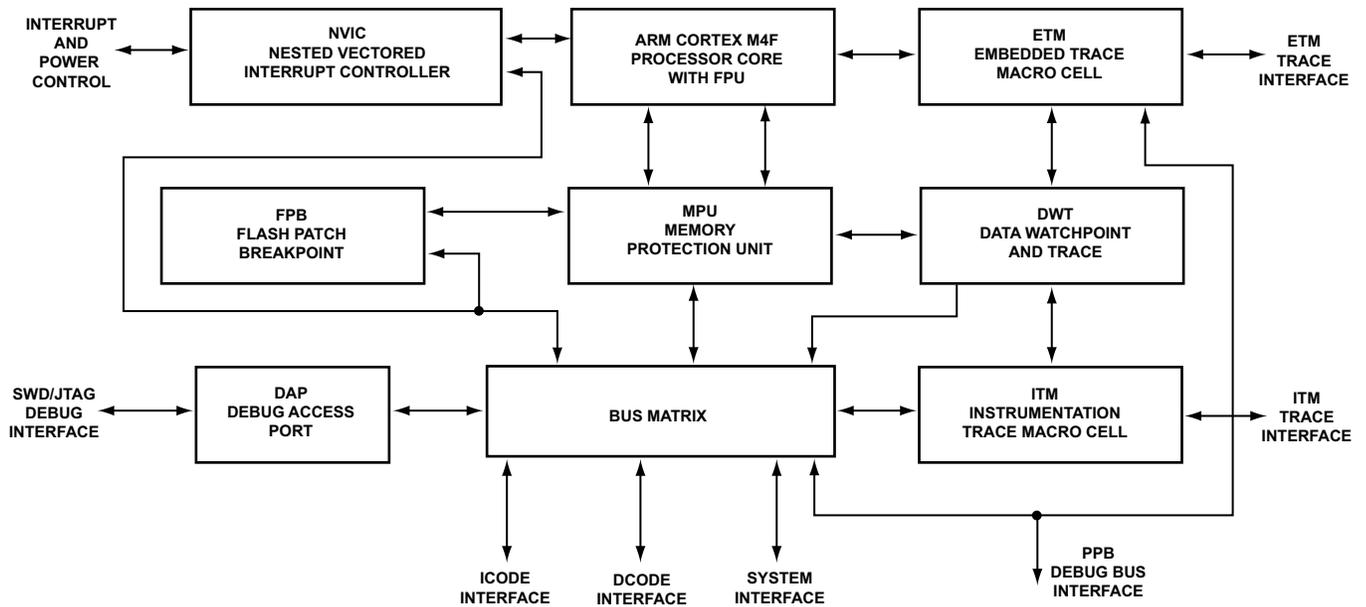 INTERRUPT
AND
POWER
CONTROL
NVIC
NESTED VECTORED
INTERRUPT CONTROLLER
ARM CORTEX M4F
PROCESSOR CORE
WITH FPU
ETM
EMBEDDED TRACE
MACRO CELL
ETM
TRACE
INTERFACE
FPB
FLASH PATCH
BREAKPOINT
MPU
MEMORY
PROTECTION UNIT
DWT
DATA WATCHPOINT
AND TRACE
SWD/JTAG
DEBUG
INTERFACE
DAP
DEBUG ACCESS
PORT
BUS MATRIX
ITM
INSTRUMENTATION
TRACE MACRO CELL
ITM
TRACE
INTERFACE
ICODE
INTERFACE
DCODE
INTERFACE
SYSTEM
INTERFACE
PPB
DEBUG BUS
INTERFACE